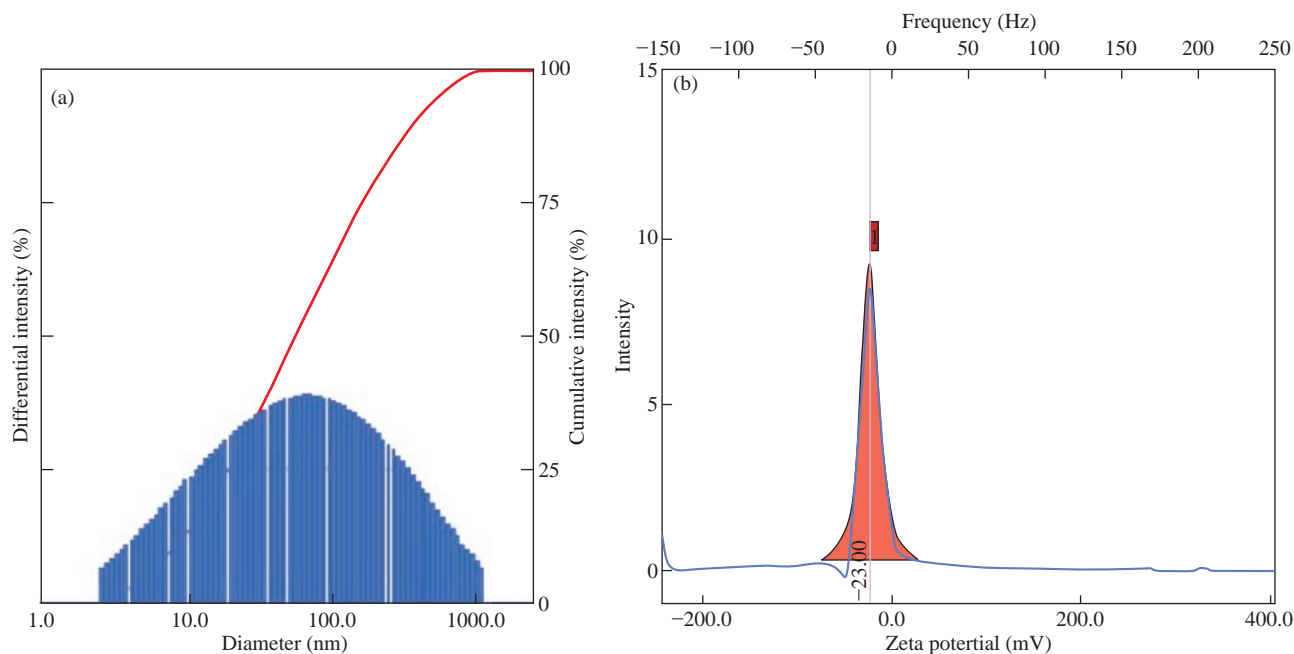 (a)
Differential intensity (%)
100
75
50
25
0
Cumulative intensity (%)
1.0 10.0 100.0 1000.0
Diameter (nm)
Frequency (Hz)
−150 −100 −50 0 50 100 150 200 250
(b)
15
10
5
0
Intensity
1
−23.00
−200.0 0.0 200.0 400.0
Zeta potertial (mV)